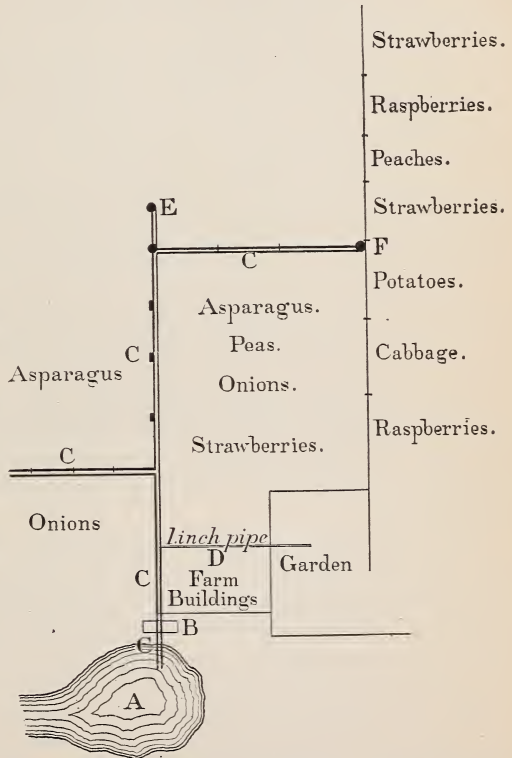 Strawberries.
Raspberries.
Peaches.
Strawberries.
E
F
C
Potatoes.
Asparagus.
Peas.
Onions.
C
Cabbage.
Asparagus
Strawberries.
Raspberries.
C
Onions
1.inch pipe
D
Garden
C
Farm
Buildings
B
C
A